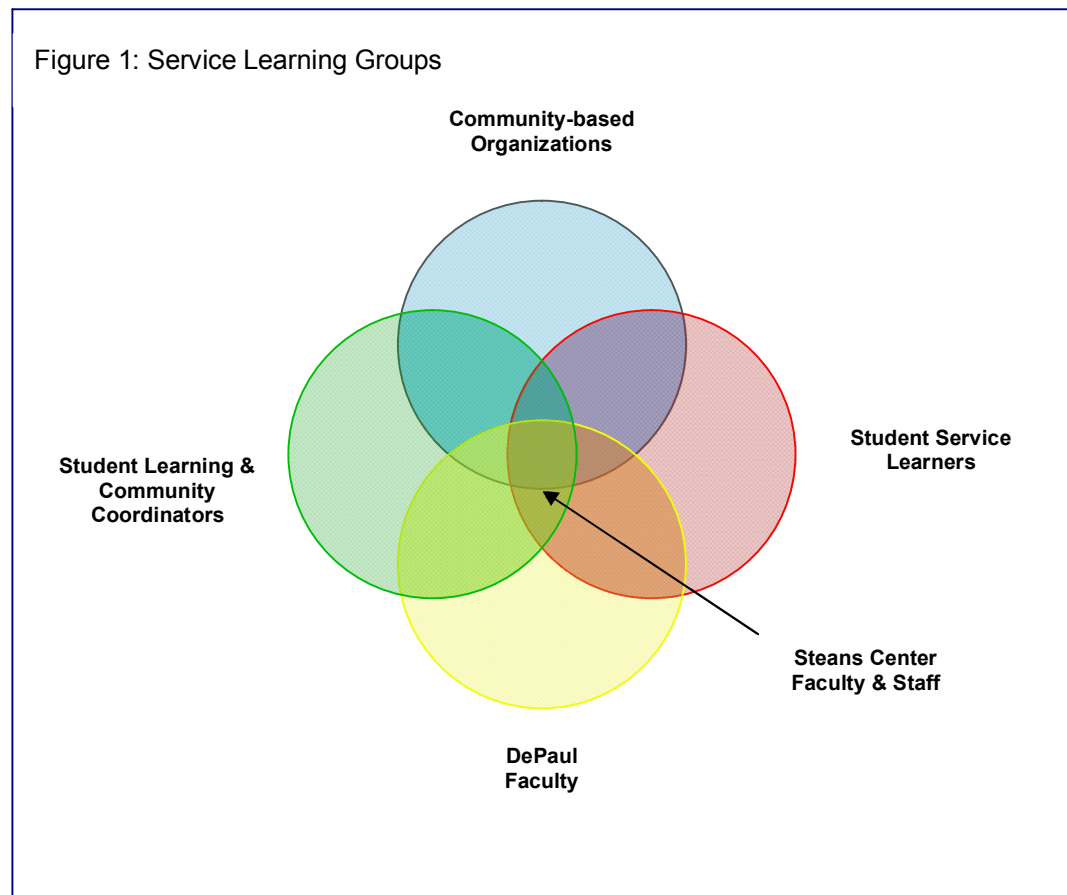 Figure 1: Service Learning Groups
Community-based
Organizations
Student Service
Learners
Student Learning &
Community
Coordinators
Steans Center
Faculty & Staff
DePaul
Faculty